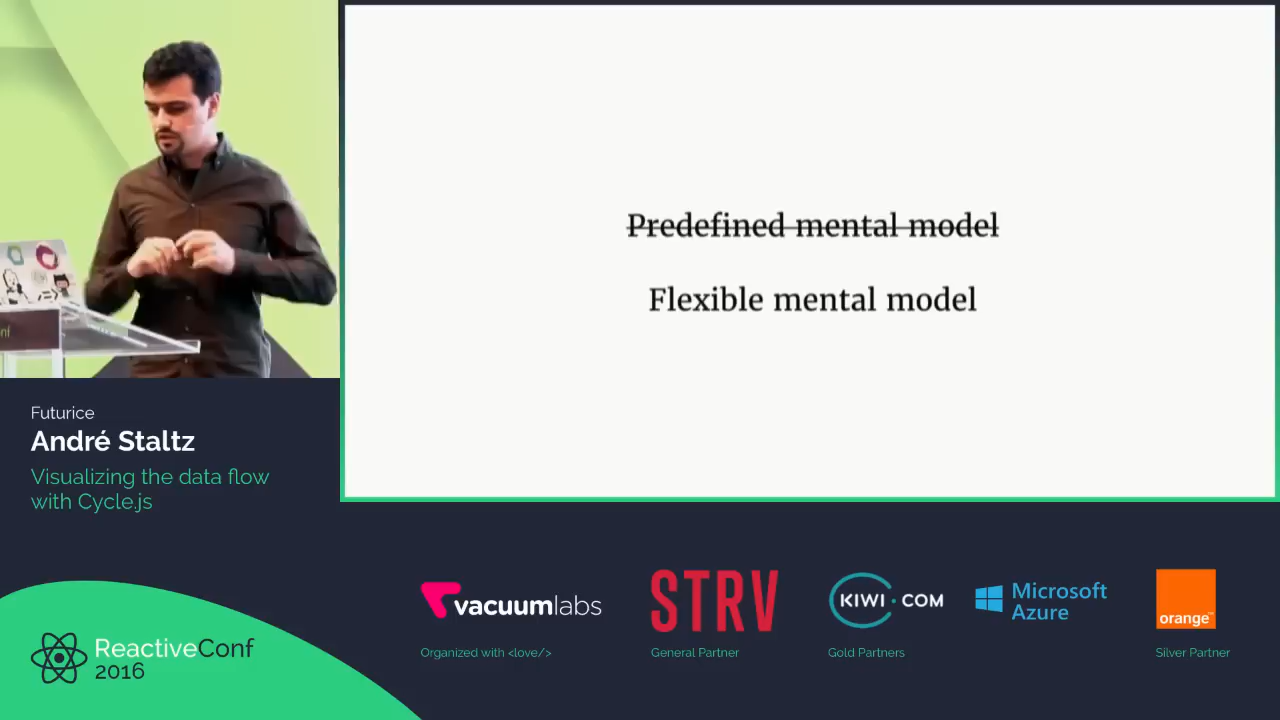 Predefined mental model
Flexible mental model
Futurice
André Staltz
Visualizing the data flow
with Cycle.js
ReactiveConf
2016
vacuumlabs
Organized with <love/>
STRV
General Partner
KIWI.COM
Gold Partners
Microsoft
Azure
orange™
Silver Partner